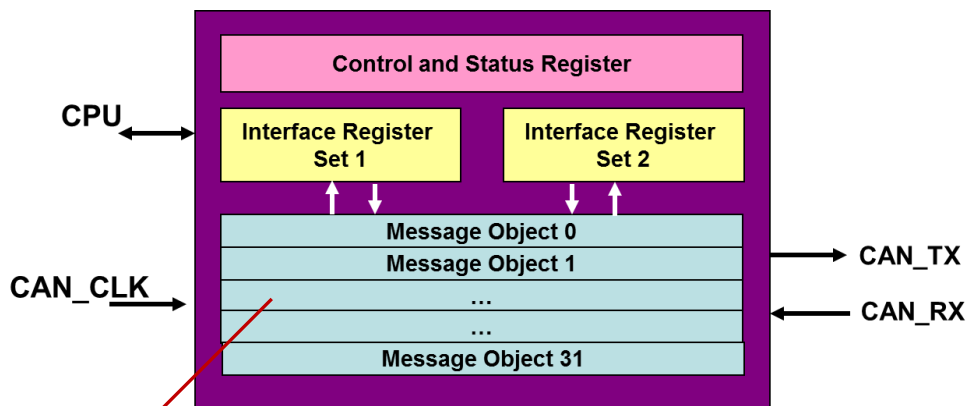 Control and Status Register
CPU
Interface Register
Set 1
Interface Register
Set 2
Message Object 0
Message Object 1
CAN_TX
CAN_CLK
...
CAN_RX
...
Message Object 31